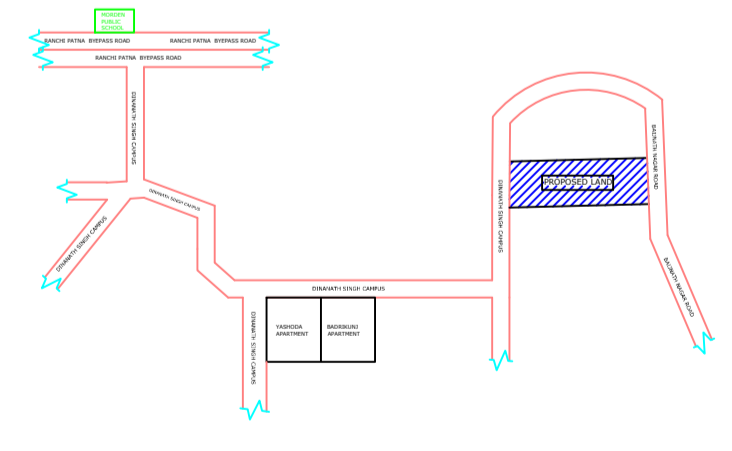 MORDEN
PUBLIC
SCHOOL
RANCHI PATNA BYEPASS ROAD
RANCHI PATNA BYEPASS ROAD
RANCHI PATNA BYEPASS ROAD
DINANATH SINGH CAMPUS
DINANATH SINGH CAMPUS
DINANATH SINGH CAMPUS
DINANATH SINGH CAMPUS
DINANATH SINGH CAMPUS
YASHODA
APARTMENT
BADRIKUNJ
APARTMENT
DINANATH SINGH CAMPUS
PROPOSED LAND
BAIJNATH NAGAR ROAD
BAIJNATH NAGAR ROAD